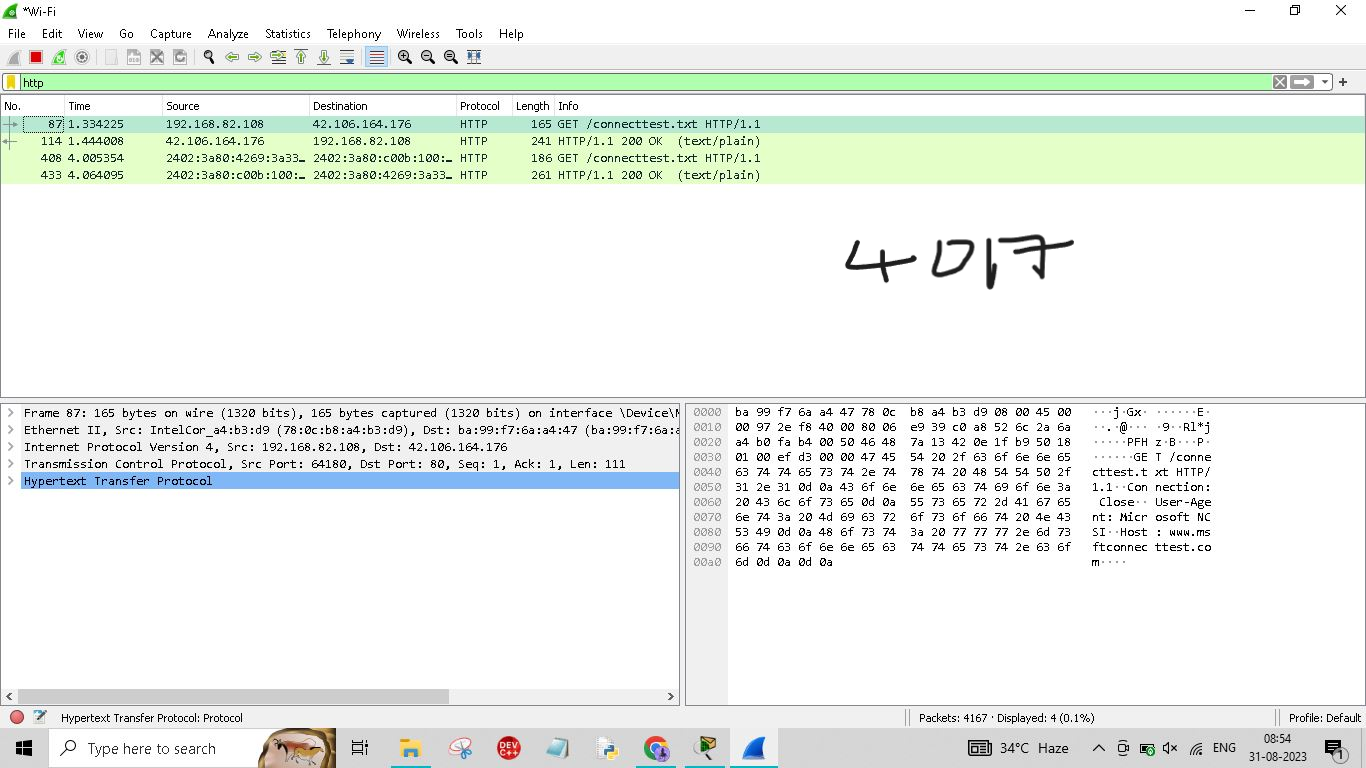 *Wi-Fi
File Edit View Go Capture Analyze Statistics Telephony Wireless Tools Help
http
No. Time Source Destination Protocol Length Info
87 1.334225 192.168.82.108 42.106.164.176 HTTP 165 GET /connecttest.txt HTTP/1.1
114 1.444008 42.106.164.176 192.168.82.108 HTTP 241 HTTP/1.1 200 OK (text/plain)
408 4.005354 2402:3a80:4269:3a33… 2402:3a80:c00b:100:… HTTP 186 GET /connecttest.txt HTTP/1.1
433 4.064095 2402:3a80:c00b:100:… 2402:3a80:4269:3a33… HTTP 261 HTTP/1.1 200 OK (text/plain)
4017
Frame 87: 165 bytes on wire (1320 bits), 165 bytes captured (1320 bits) on interface \Device\N
Ethernet II, Src: IntelCor_a4:b3:d9 (78:0c:b8:a4:b3:d9), Dst: ba:99:f7:6a:a4:47 (ba:99:f7:6a:a
Internet Protocol Version 4, Src: 192.168.82.108, Dst: 42.106.164.176
Transmission Control Protocol, Src Port: 64180, Dst Port: 80, Seq: 1, Ack: 1, Len: 111
Hypertext Transfer Protocol
0000 ba 99 f7 6a a4 47 78 0c b8 a4 b3 d9 08 00 45 00 ···j·Gx· ······E·
0010 00 97 2e f8 40 00 80 06 e9 39 c0 a8 52 6c 2a 6a ··.·@··· ·9··Rl*j
0020 a4 b0 fa b4 00 50 46 48 7a 13 42 0e 1f b9 50 18 ·····PFH z·B···P·
0030 01 00 ef d3 00 00 47 45 54 20 2f 63 6f 6e 6e 65 ······GE T /conne
0040 63 74 74 65 73 74 2e 74 78 74 20 48 54 54 50 2f cttest.t xt HTTP/
0050 31 2e 31 0d 0a 43 6f 6e 6e 65 63 74 69 6f 6e 3a 1.1··Con nection:
0060 20 43 6c 6f 73 65 0d 0a 55 73 65 72 2d 41 67 65 Close·· User-Age
0070 6e 74 3a 20 4d 69 63 72 6f 73 6f 66 74 20 4e 43 nt: Micr osoft NC
0080 53 49 0d 0a 48 6f 73 74 3a 20 77 77 77 2e 6d 73 SI··Host : www.ms
0090 66 74 63 6f 6e 6e 65 63 74 74 65 73 74 2e 63 6f ftconnec ttest.co
00a0 6d 0d 0a 0d 0a m····
Hypertext Transfer Protocol: Protocol
Packets: 4167 · Displayed: 4 (0.1%)
Profile: Default
Type here to search
DEV C++
34°C Haze
ENG
08:54
31-08-2023
1